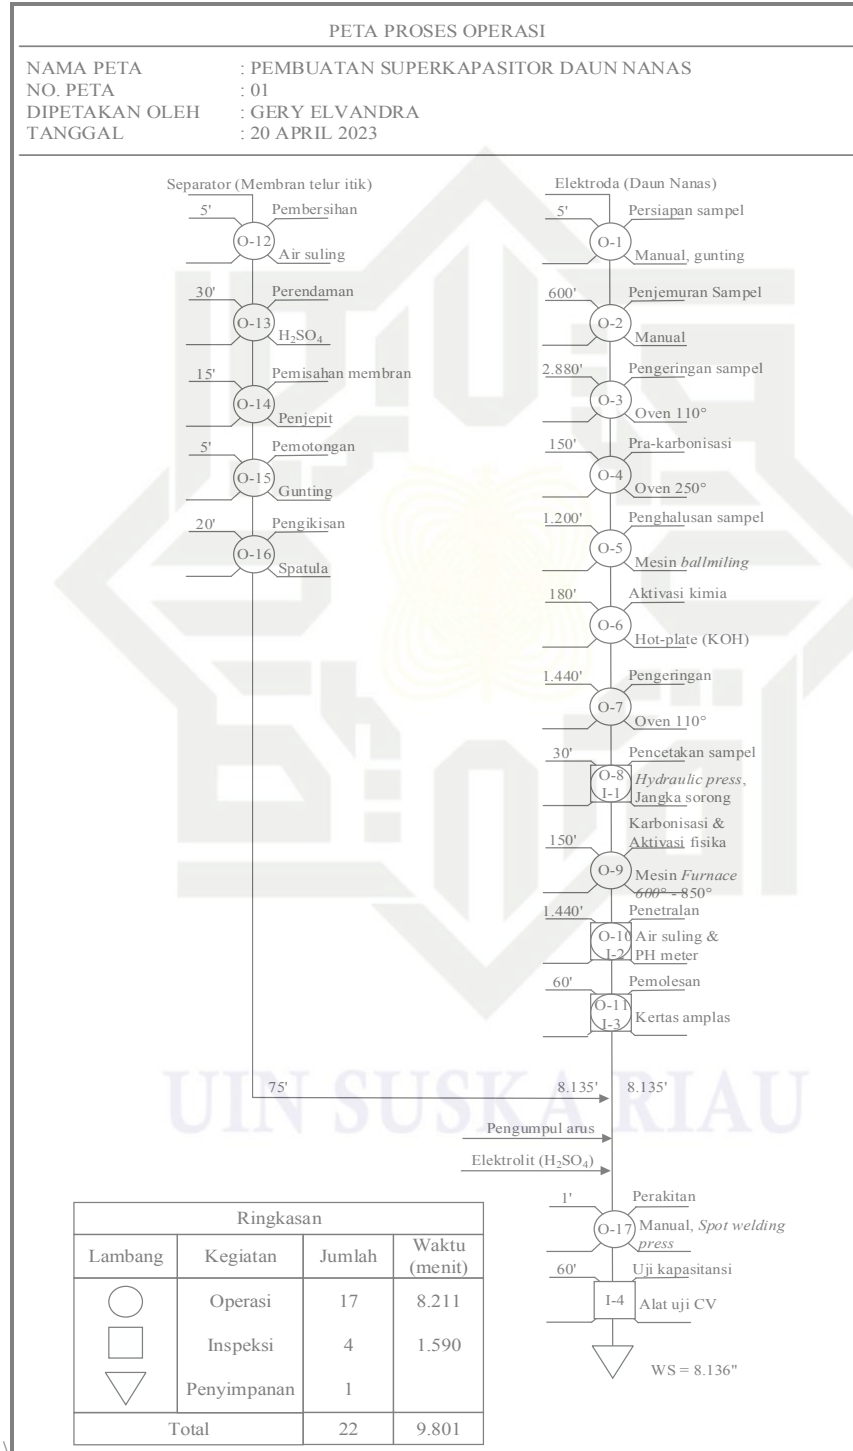 PETA PROSES OPERASI
NAMA PETA : PEMBUATAN SUPERKAPASITOR DAUN NANAS
NO. PETA : 01
DIPETAKAN OLEH : GERY ELVANDRA
TANGGAL : 20 APRIL 2023
Separator (Membran telur itik)
5' Pembersihan
O-12
Air suling
30' Perendaman
O-13
H₂SO₄
15' Pemisahan membran
O-14
Penjepit
5' Pemotongan
O-15
Gunting
20' Pengikisan
O-16
Spatula
75'
Elektroda (Daun Nanas)
5' Persiapan sampel
O-1
Manual, gunting
600' Penjemuran Sampel
O-2
Manual
2.880' Pengeringan sampel
O-3
Oven 110°
150' Pra-karbonisasi
O-4
Oven 250°
1.200' Penghalusan sampel
O-5
Mesin ballmiling
180' Aktivasi kimia
O-6
Hot-plate (KOH)
1.440' Pengeringan
O-7
Oven 110°
30' Pencetakan sampel
O-8 Hydraulic press,
I-1 Jangka sorong
Karbonisasi &
150' Aktivasi fisika
O-9 Mesin Furnace
600° - 850°
1.440' Penetralan
O-10 Air suling &
I-2 PH meter
60' Pemolesan
O-11
I-3 Kertas amplas
8.135' 8.135'
UIN SUSKA RIAU
Pengumpul arus
Elektrolit (H₂SO₄)
1' Perakitan
O-17 Manual, Spot welding
press
60' Uji kapasitansi
I-4 Alat uji CV
WS = 8.136"
Ringkasan
Lambang Kegiatan Jumlah Waktu
(menit)
Operasi 17 8.211
Inspeksi 4 1.590
Penyimpanan 1
Total 22 9.801
\